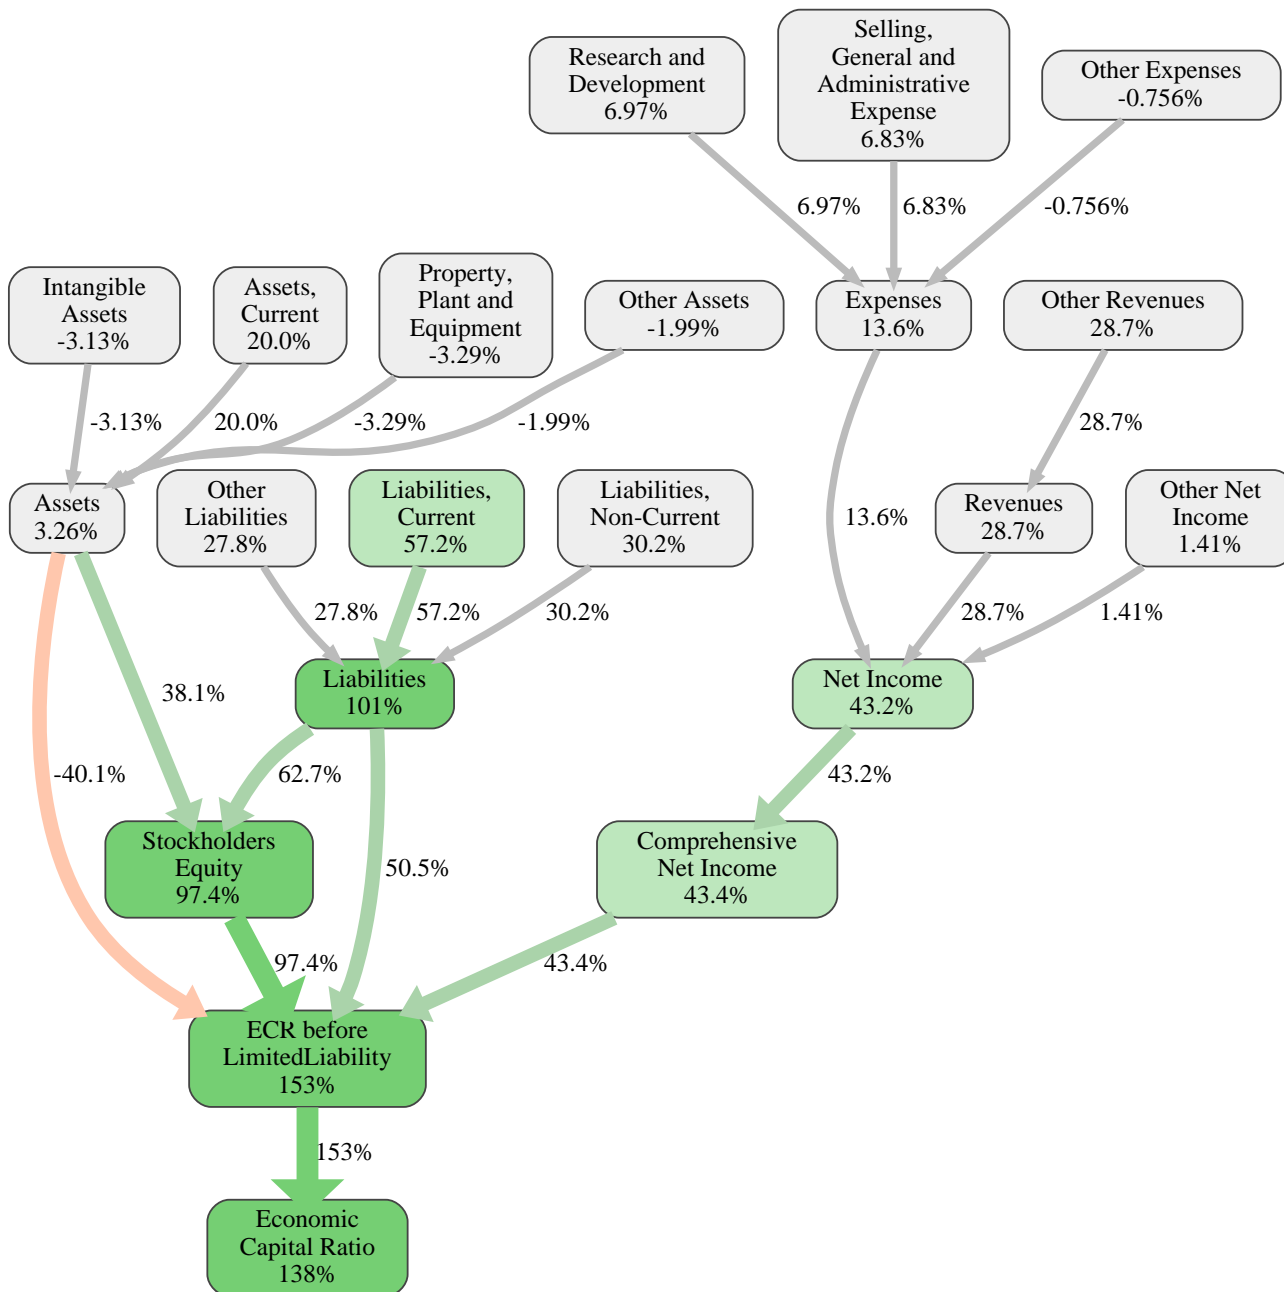 Research and
Development
6.97%
Selling,
General and
Administrative
Expense
6.83%
Other Expenses
-0.756%
6.97%
6.83%
-0.756%
Intangible
Assets
-3.13%
Assets,
Current
20.0%
Property,
Plant and
Equipment
-3.29%
Other Assets
-1.99%
Expenses
13.6%
Other Revenues
28.7%
-3.13%
20.0%
-3.29%
-1.99%
28.7%
Assets
3.26%
Other
Liabilities
27.8%
Liabilities,
Current
57.2%
Liabilities,
Non-Current
30.2%
13.6%
Revenues
28.7%
Other Net
Income
1.41%
27.8%
57.2%
30.2%
28.7%
1.41%
38.1%
Liabilities
101%
Net Income
43.2%
-40.1%
62.7%
43.2%
Stockholders
Equity
97.4%
50.5%
Comprehensive
Net Income
43.4%
97.4%
43.4%
ECR before
LimitedLiability
153%
153%
Economic
Capital Ratio
138%